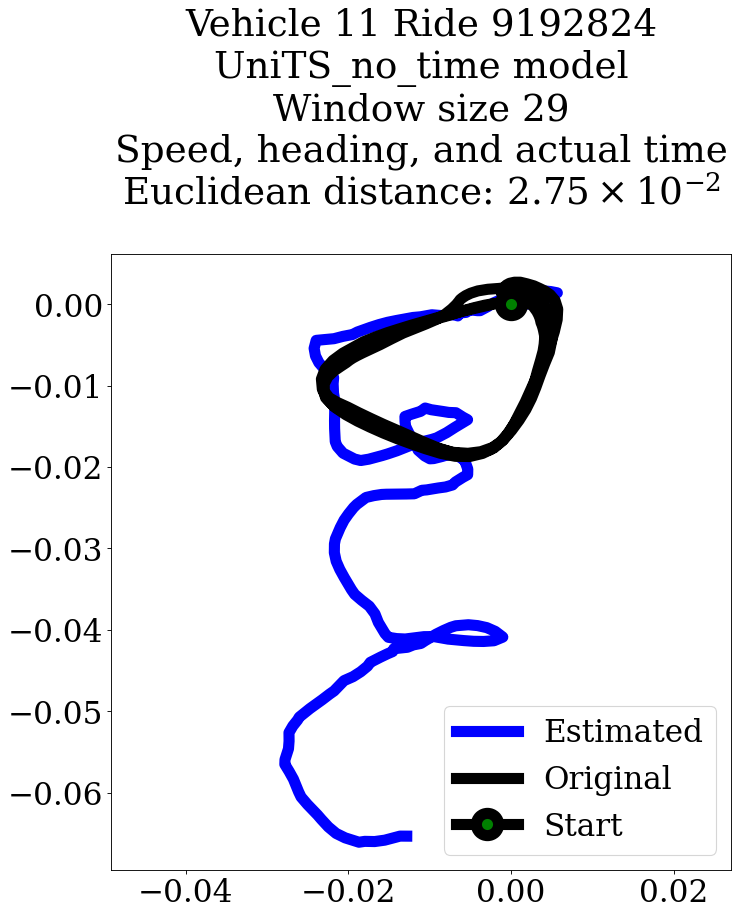 Vehicle 11 Ride 9192824
UniTS_no_time model
Window size 29
Speed, heading, and actual time
Euclidean distance: 2.75 × 10⁻²
0.00
−0.01
−0.02
−0.03
−0.04
−0.05
−0.06
Estimated
Original
Start
−0.04 −0.02 0.00 0.02